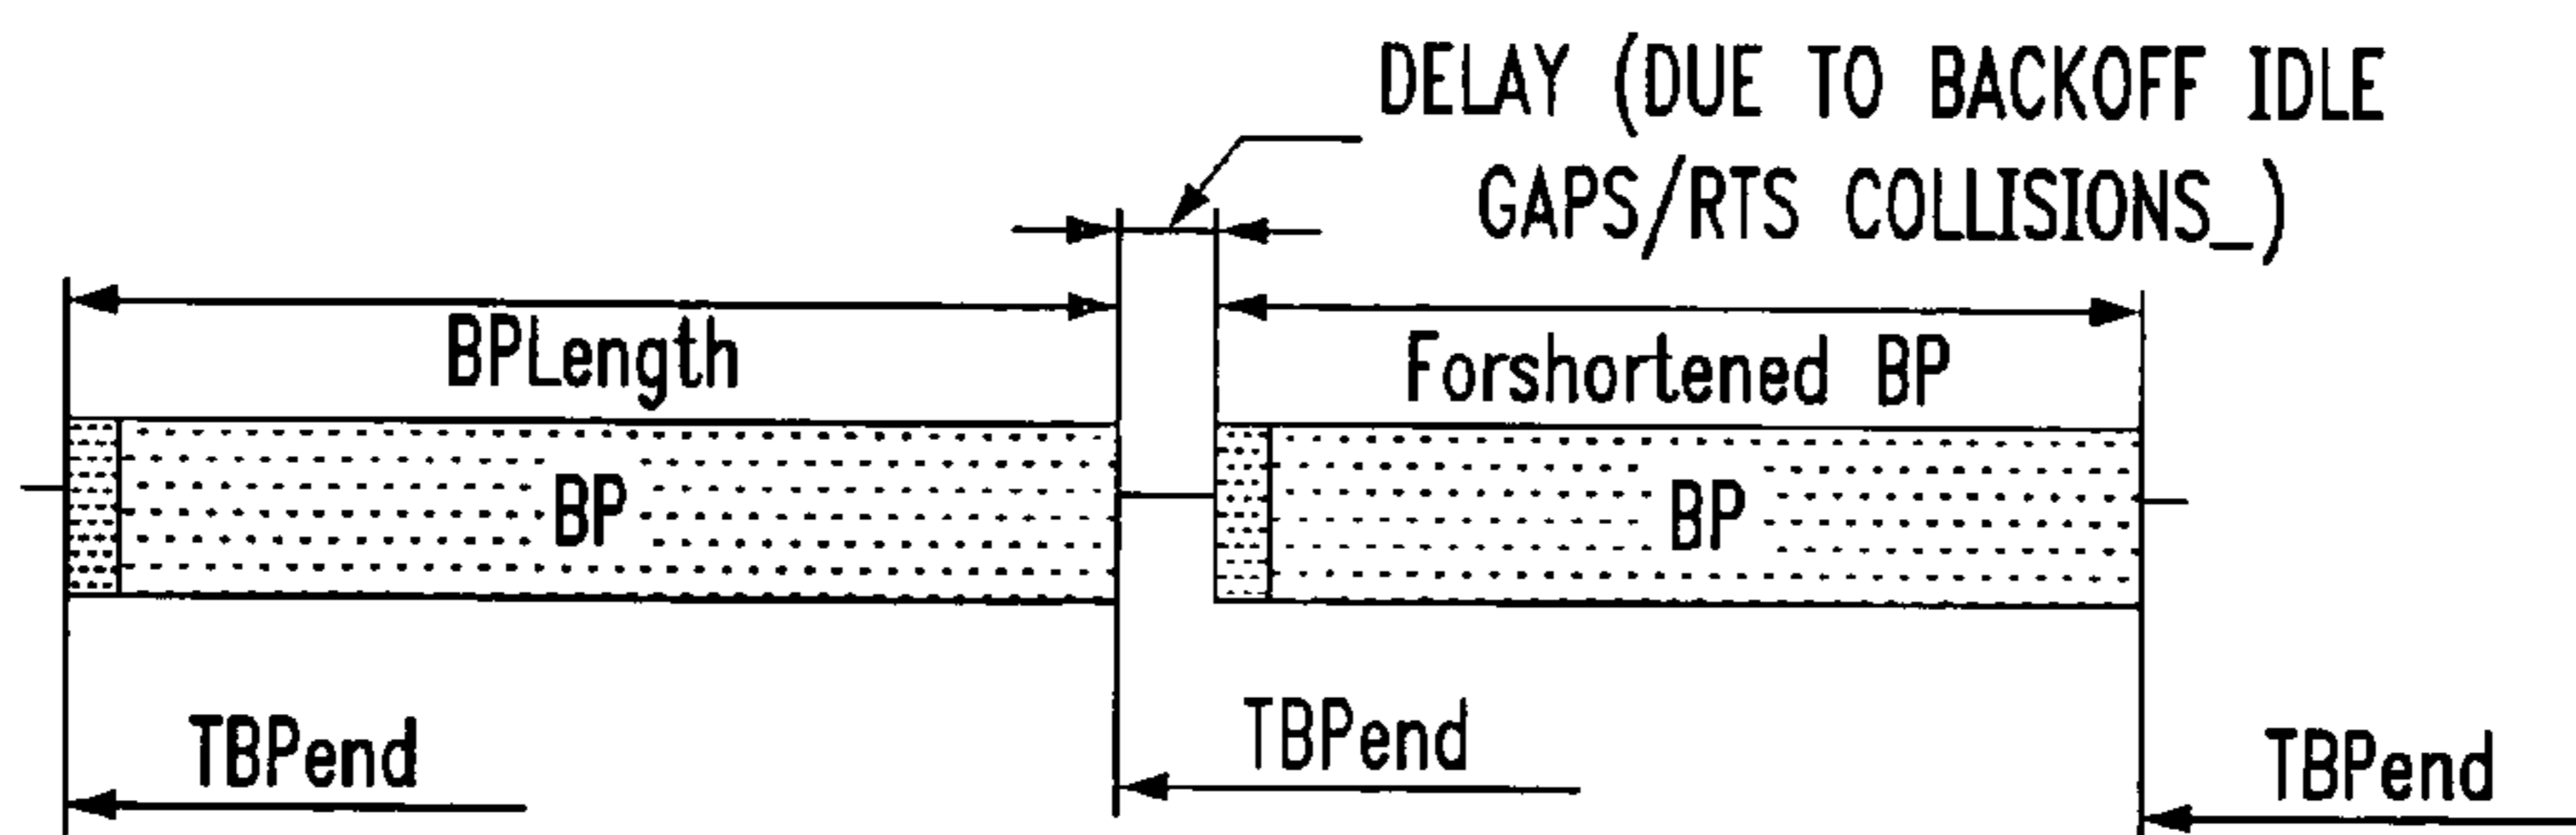 DELAY (DUE TO BACKOFF IDLE
GAPS/RTS COLLISIONS_)
BPLength
Forshortened BP
BP
BP
TBPend
TBPend
TBPend